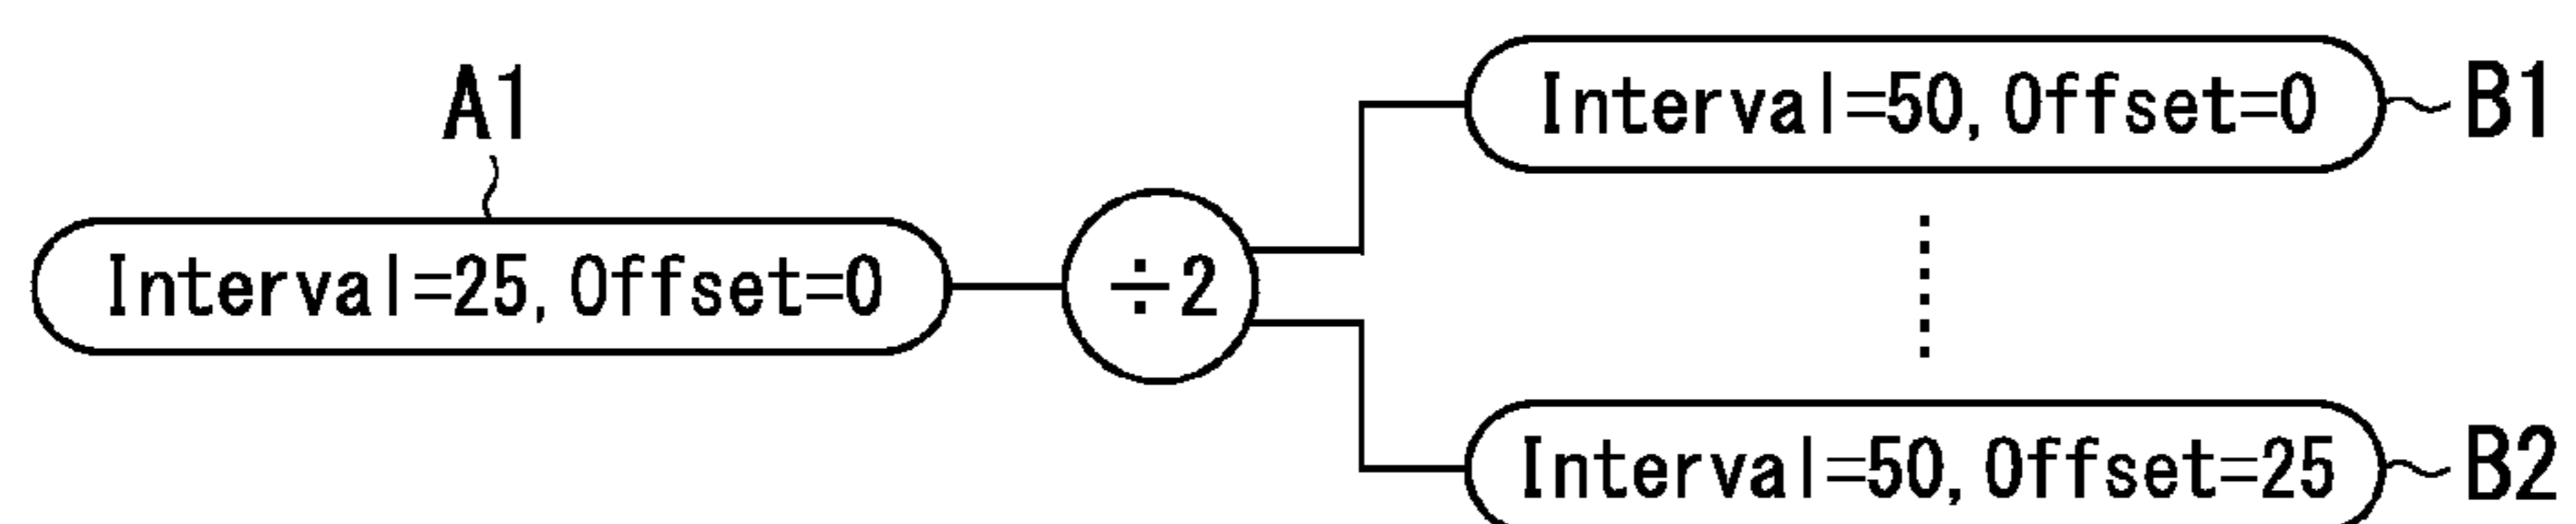 A1
Interval=25, Offset=0
÷2
Interval=50, Offset=0
B1
Interval=50, Offset=25
B2